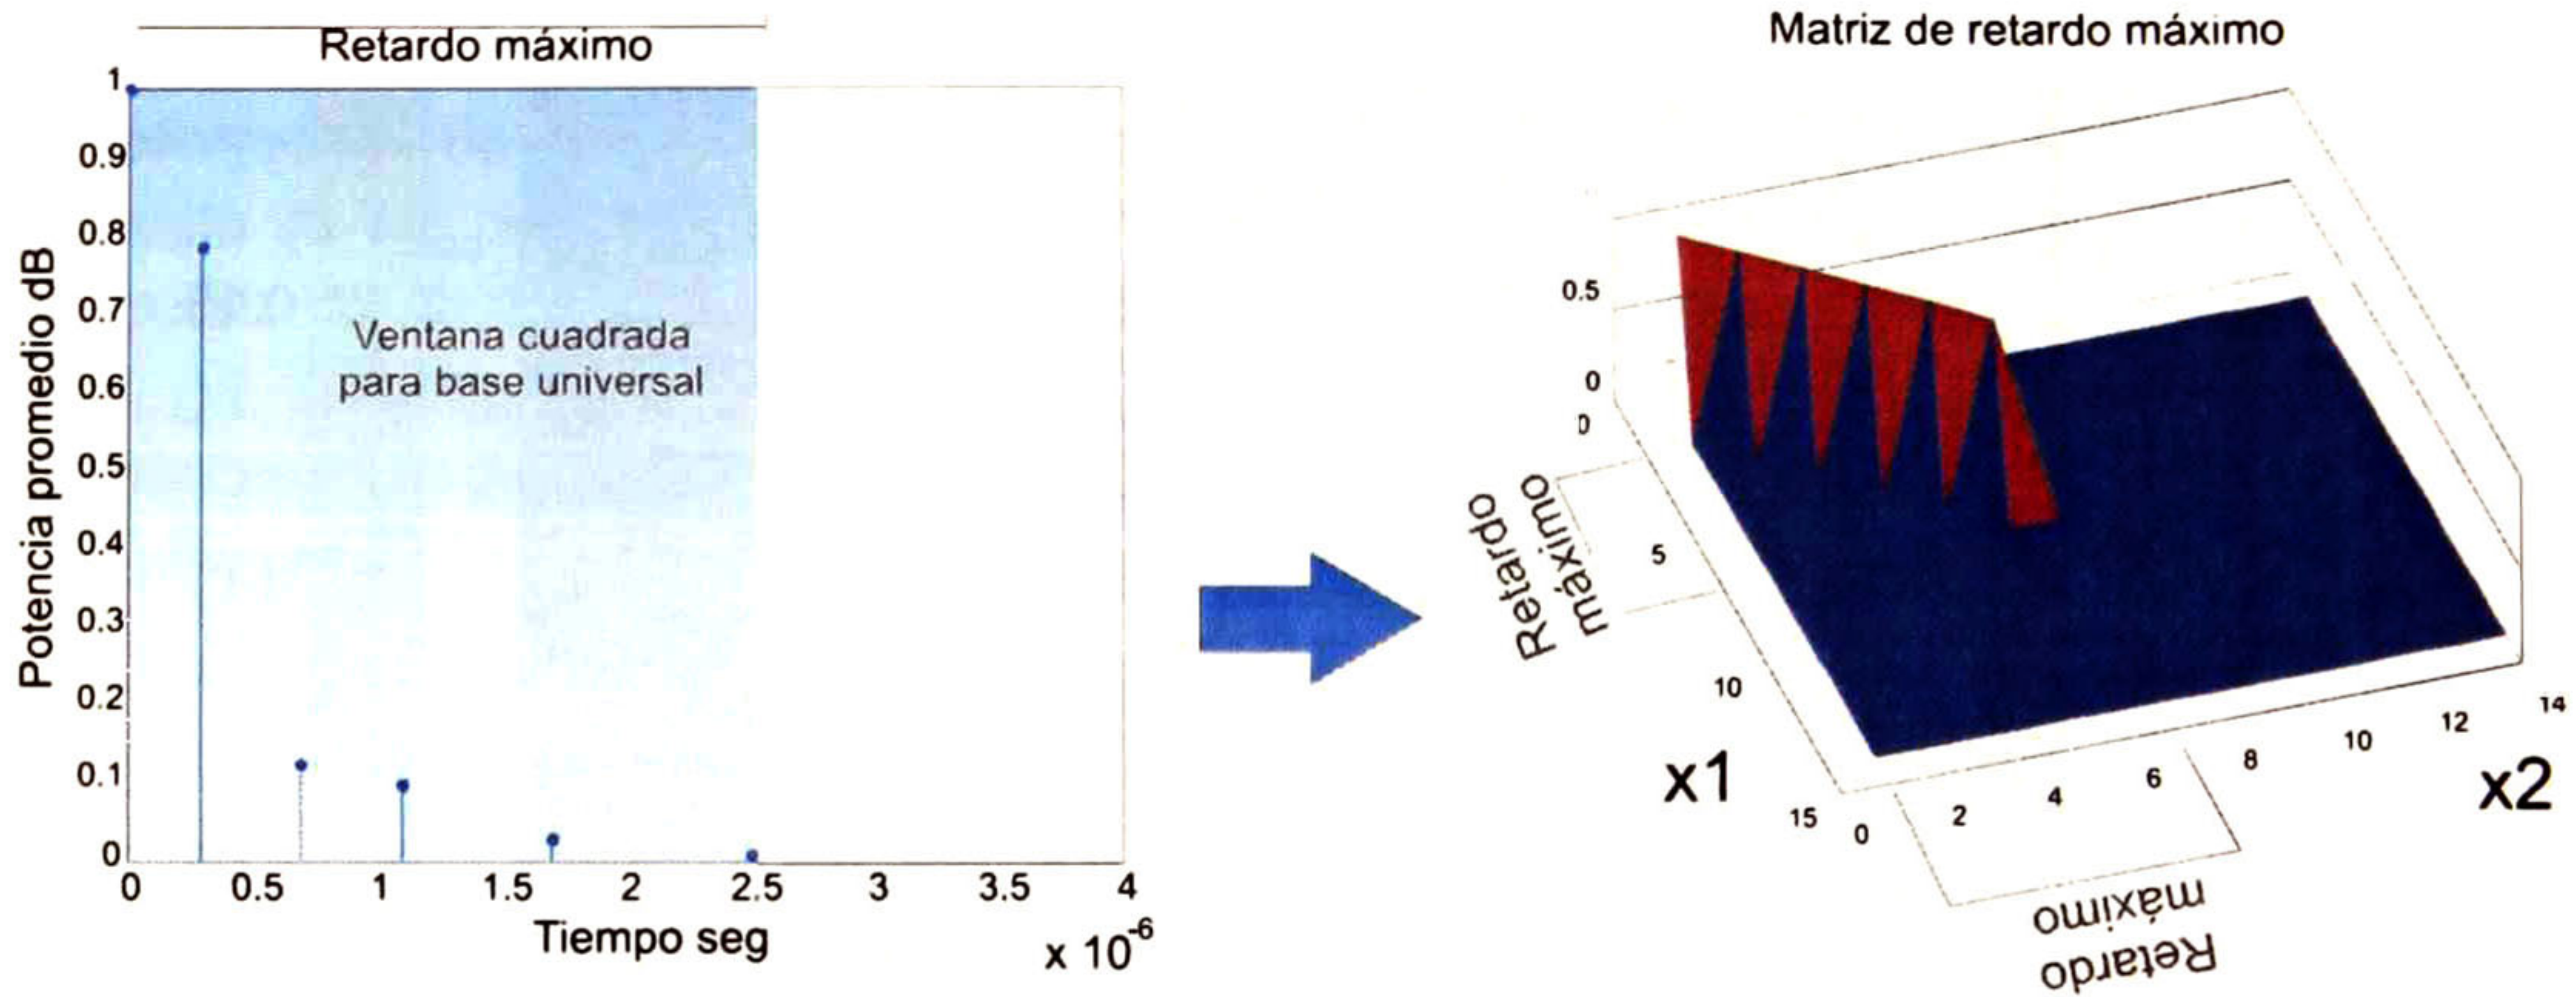 Retardo máximo
1
0.9
0.8
0.7
0.6
0.5
0.4
0.3
0.2
0.1
0
Potencia promedio dB
Ventana cuadrada
para base universal
0 0.5 1 1.5 2 2.5 3 3.5 4
Tiempo seg
x 10^-6
Matriz de retardo máximo
0.5
0
0
5
10
15
Retardo
máximo
x1
0 2 4 6 8 10 12 14
x2
Retardo
máximo